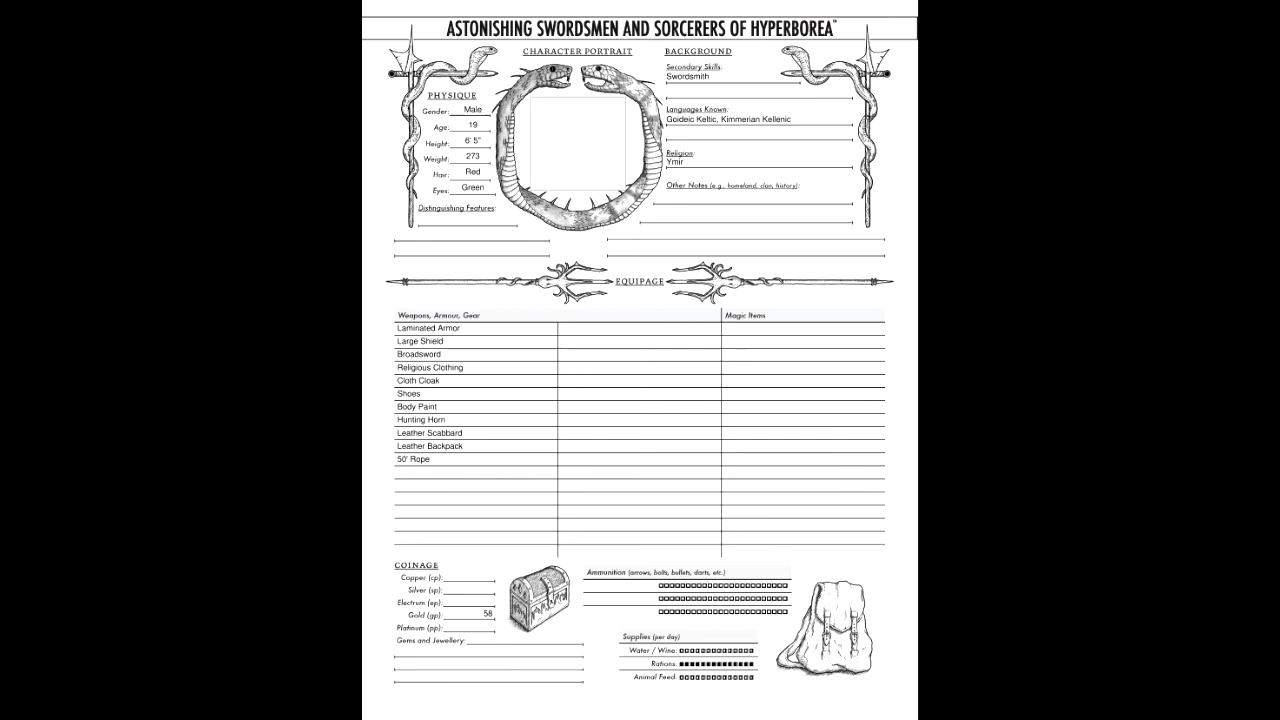 ASTONISHING SWORDSMEN AND SORCERERS OF HYPERBOREA™
CHARACTER PORTRAIT
BACKGROUND
Secondary Skills:
Swordsmith
PHYSIQUE
Gender: Male
Age: 19
Height: 6' 5"
Weight: 273
Hair: Red
Eyes: Green
Distinguishing Features:
Languages Known:
Goideic Keltic, Kimmerian Kellenic
Religion:
Ymir
Other Notes (e.g., homeland, clan, history):
EQUIPAGE
Weapons, Armour, Gear
Magic Items
Laminated Armor
Large Shield
Broadsword
Religious Clothing
Cloth Cloak
Shoes
Body Paint
Hunting Horn
Leather Scabbard
Leather Backpack
50' Rope
COINAGE
Copper (cp):
Silver (sp):
Electrum (ep):
Gold (gp): 58
Platinum (pp):
Gems and Jewellery:
Ammunition (arrows, bolts, bullets, darts, etc.)
Supplies (per day)
Water / Wine:
Rations:
Animal Feed: